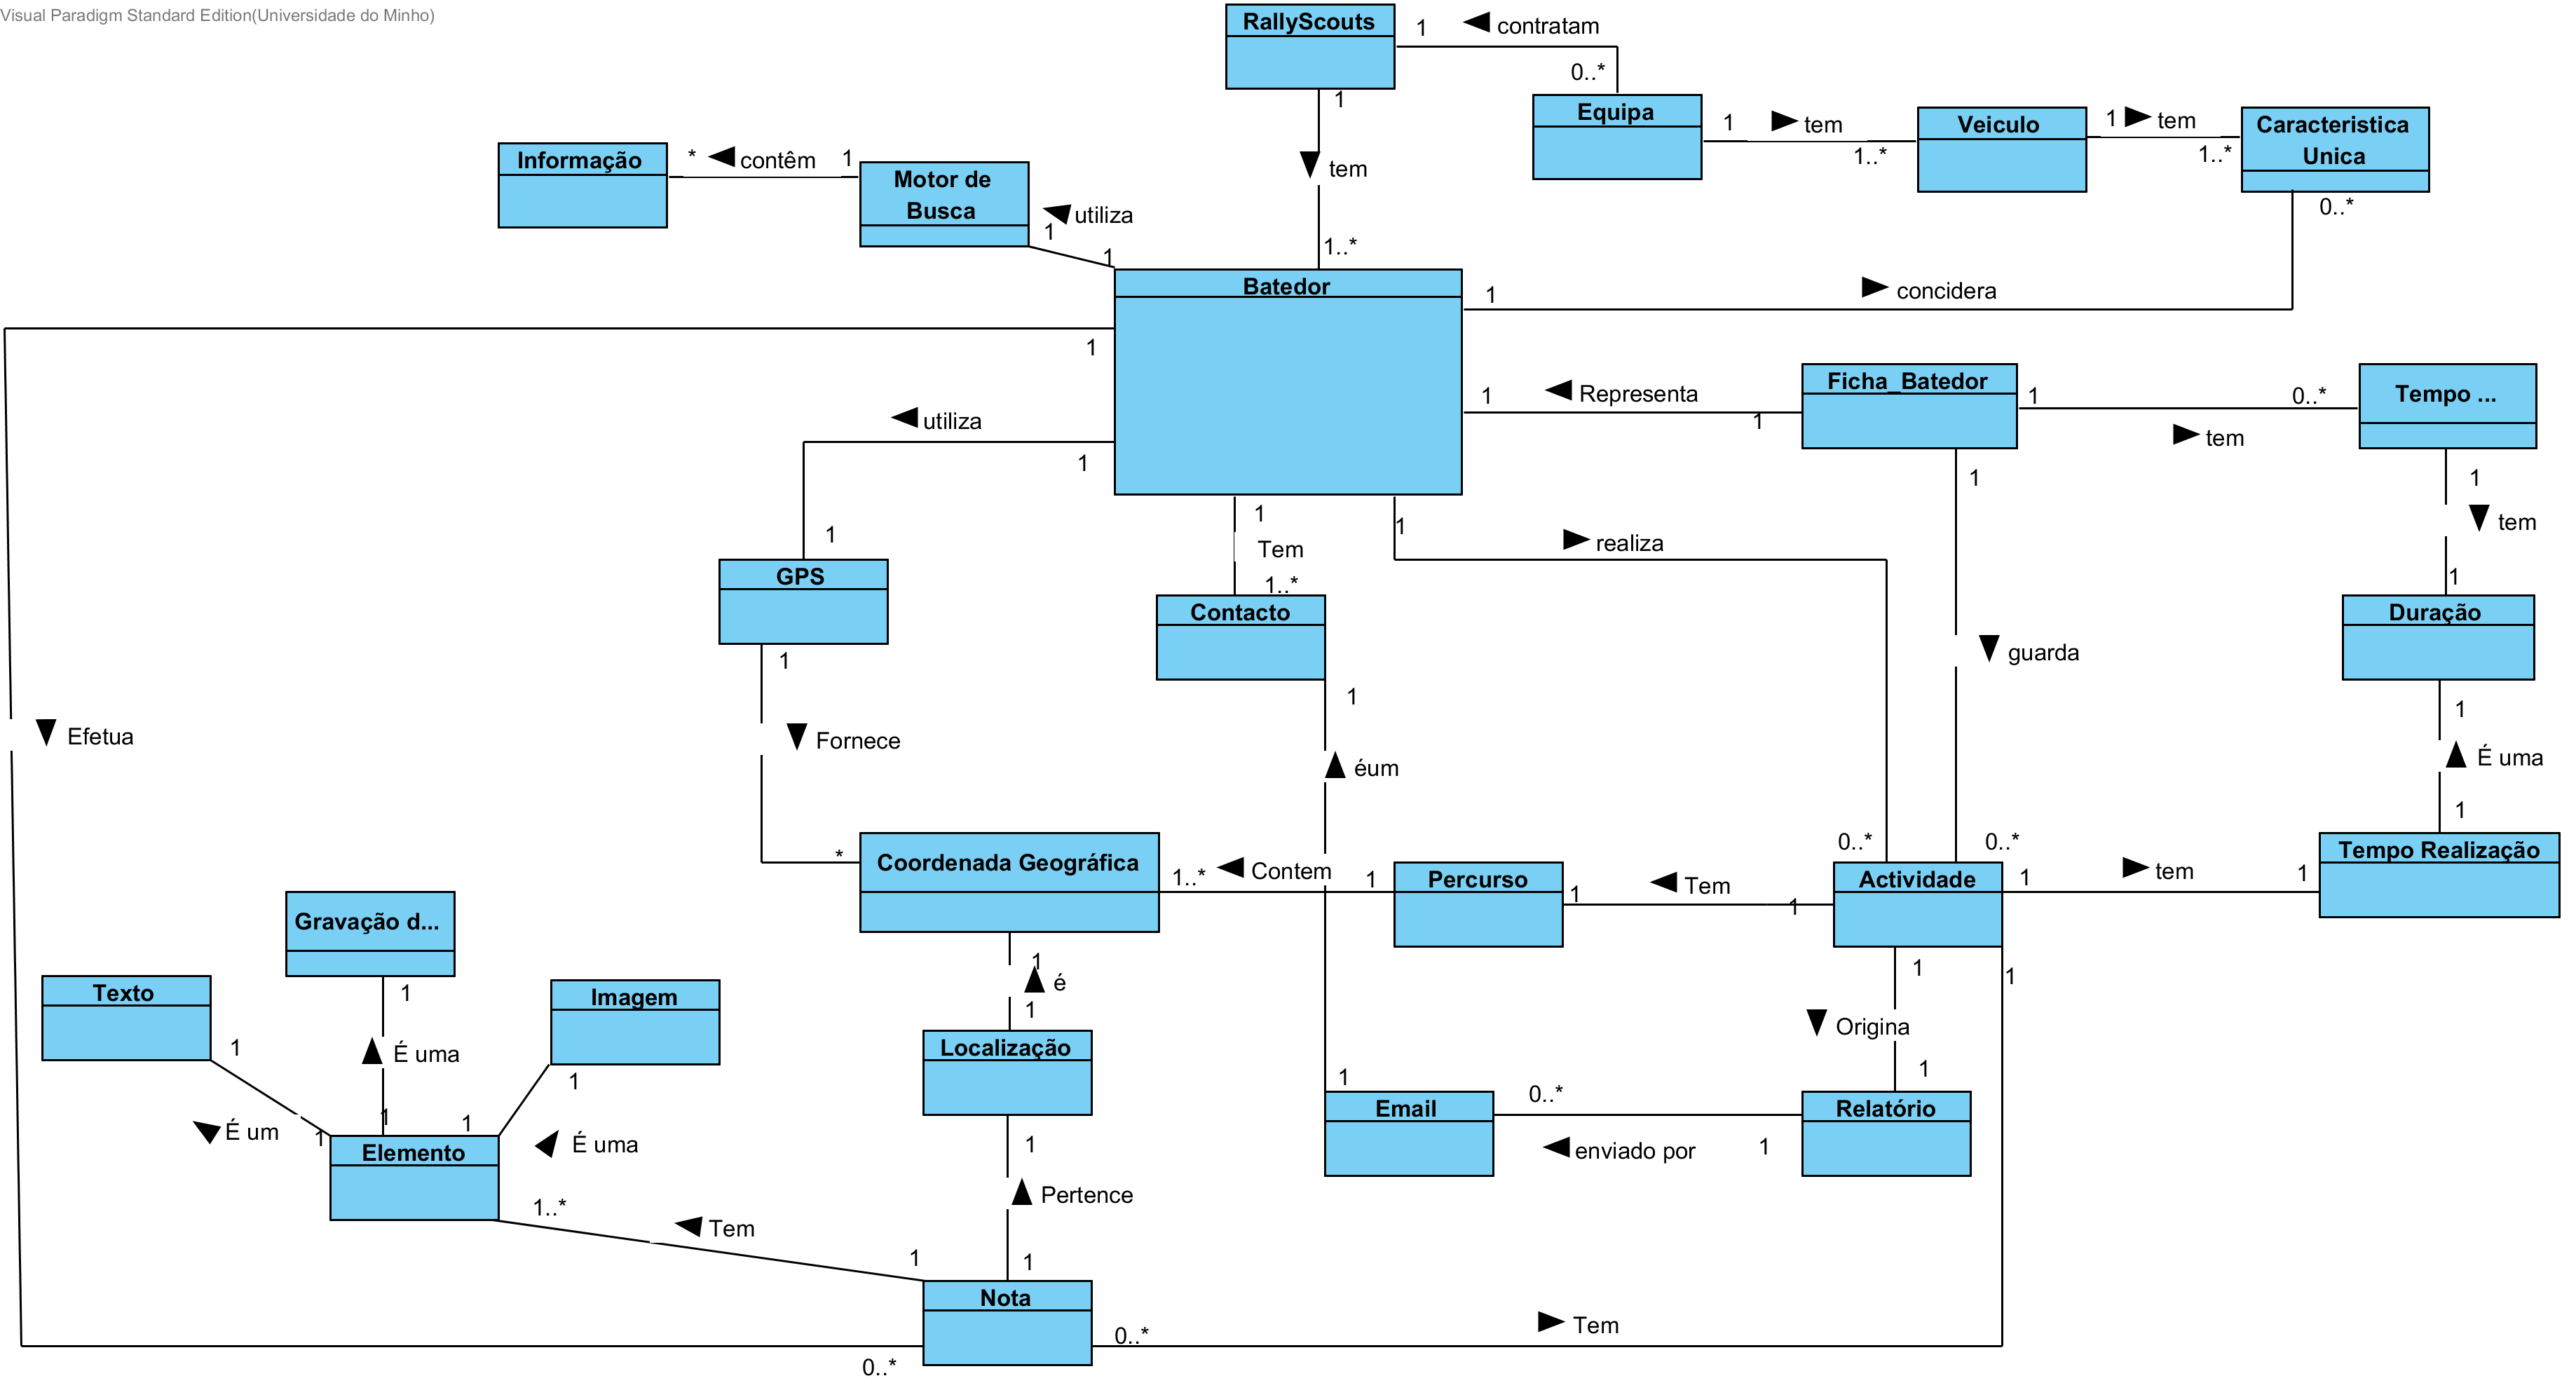 Visual Paradigm Standard Edition(Universidade do Minho)
RallyScouts
1
contratam
0..*
1
Equipa
1
tem
1..*
Veiculo
1
tem
1..*
Caracteristica
Unica
0..*
Informação
*
contêm
1
Motor de
Busca
utiliza
1
1
tem
1..*
Batedor
1
concidera
1
1
Representa
1
Ficha_Batedor
1
0..*
tem
Tempo ...
utiliza
1
1
GPS
1
Tem
1..*
Contacto
1
realiza
1
guarda
1
tem
1
Duração
1
É uma
1
Tempo Realização
1
Fornece
*
Efetua
1
éum
0..*
0..*
Coordenada Geográfica
1..*
Contem
1
Percurso
1
Tem
1
Actividade
1
tem
1
Gravação d...
1
Texto
1
Imagem
1
É uma
1
É um
1
1
É uma
Elemento
1
é
1
Localização
1
Pertence
1
1
Origina
1
1
1
Email
0..*
enviado por
1
Relatório
1..*
Tem
1
Nota
0..*
0..*
Tem